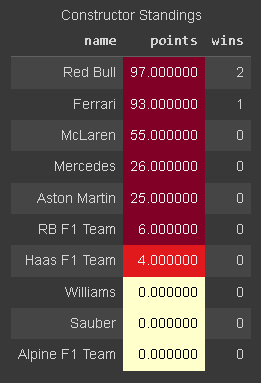 Constructor Standings
name points wins
Red Bull 97.000000 2
Ferrari 93.000000 1
McLaren 55.000000 0
Mercedes 26.000000 0
Aston Martin 25.000000 0
RB F1 Team 6.000000 0
Haas F1 Team 4.000000 0
Williams 0.000000 0
Sauber 0.000000 0
Alpine F1 Team 0.000000 0